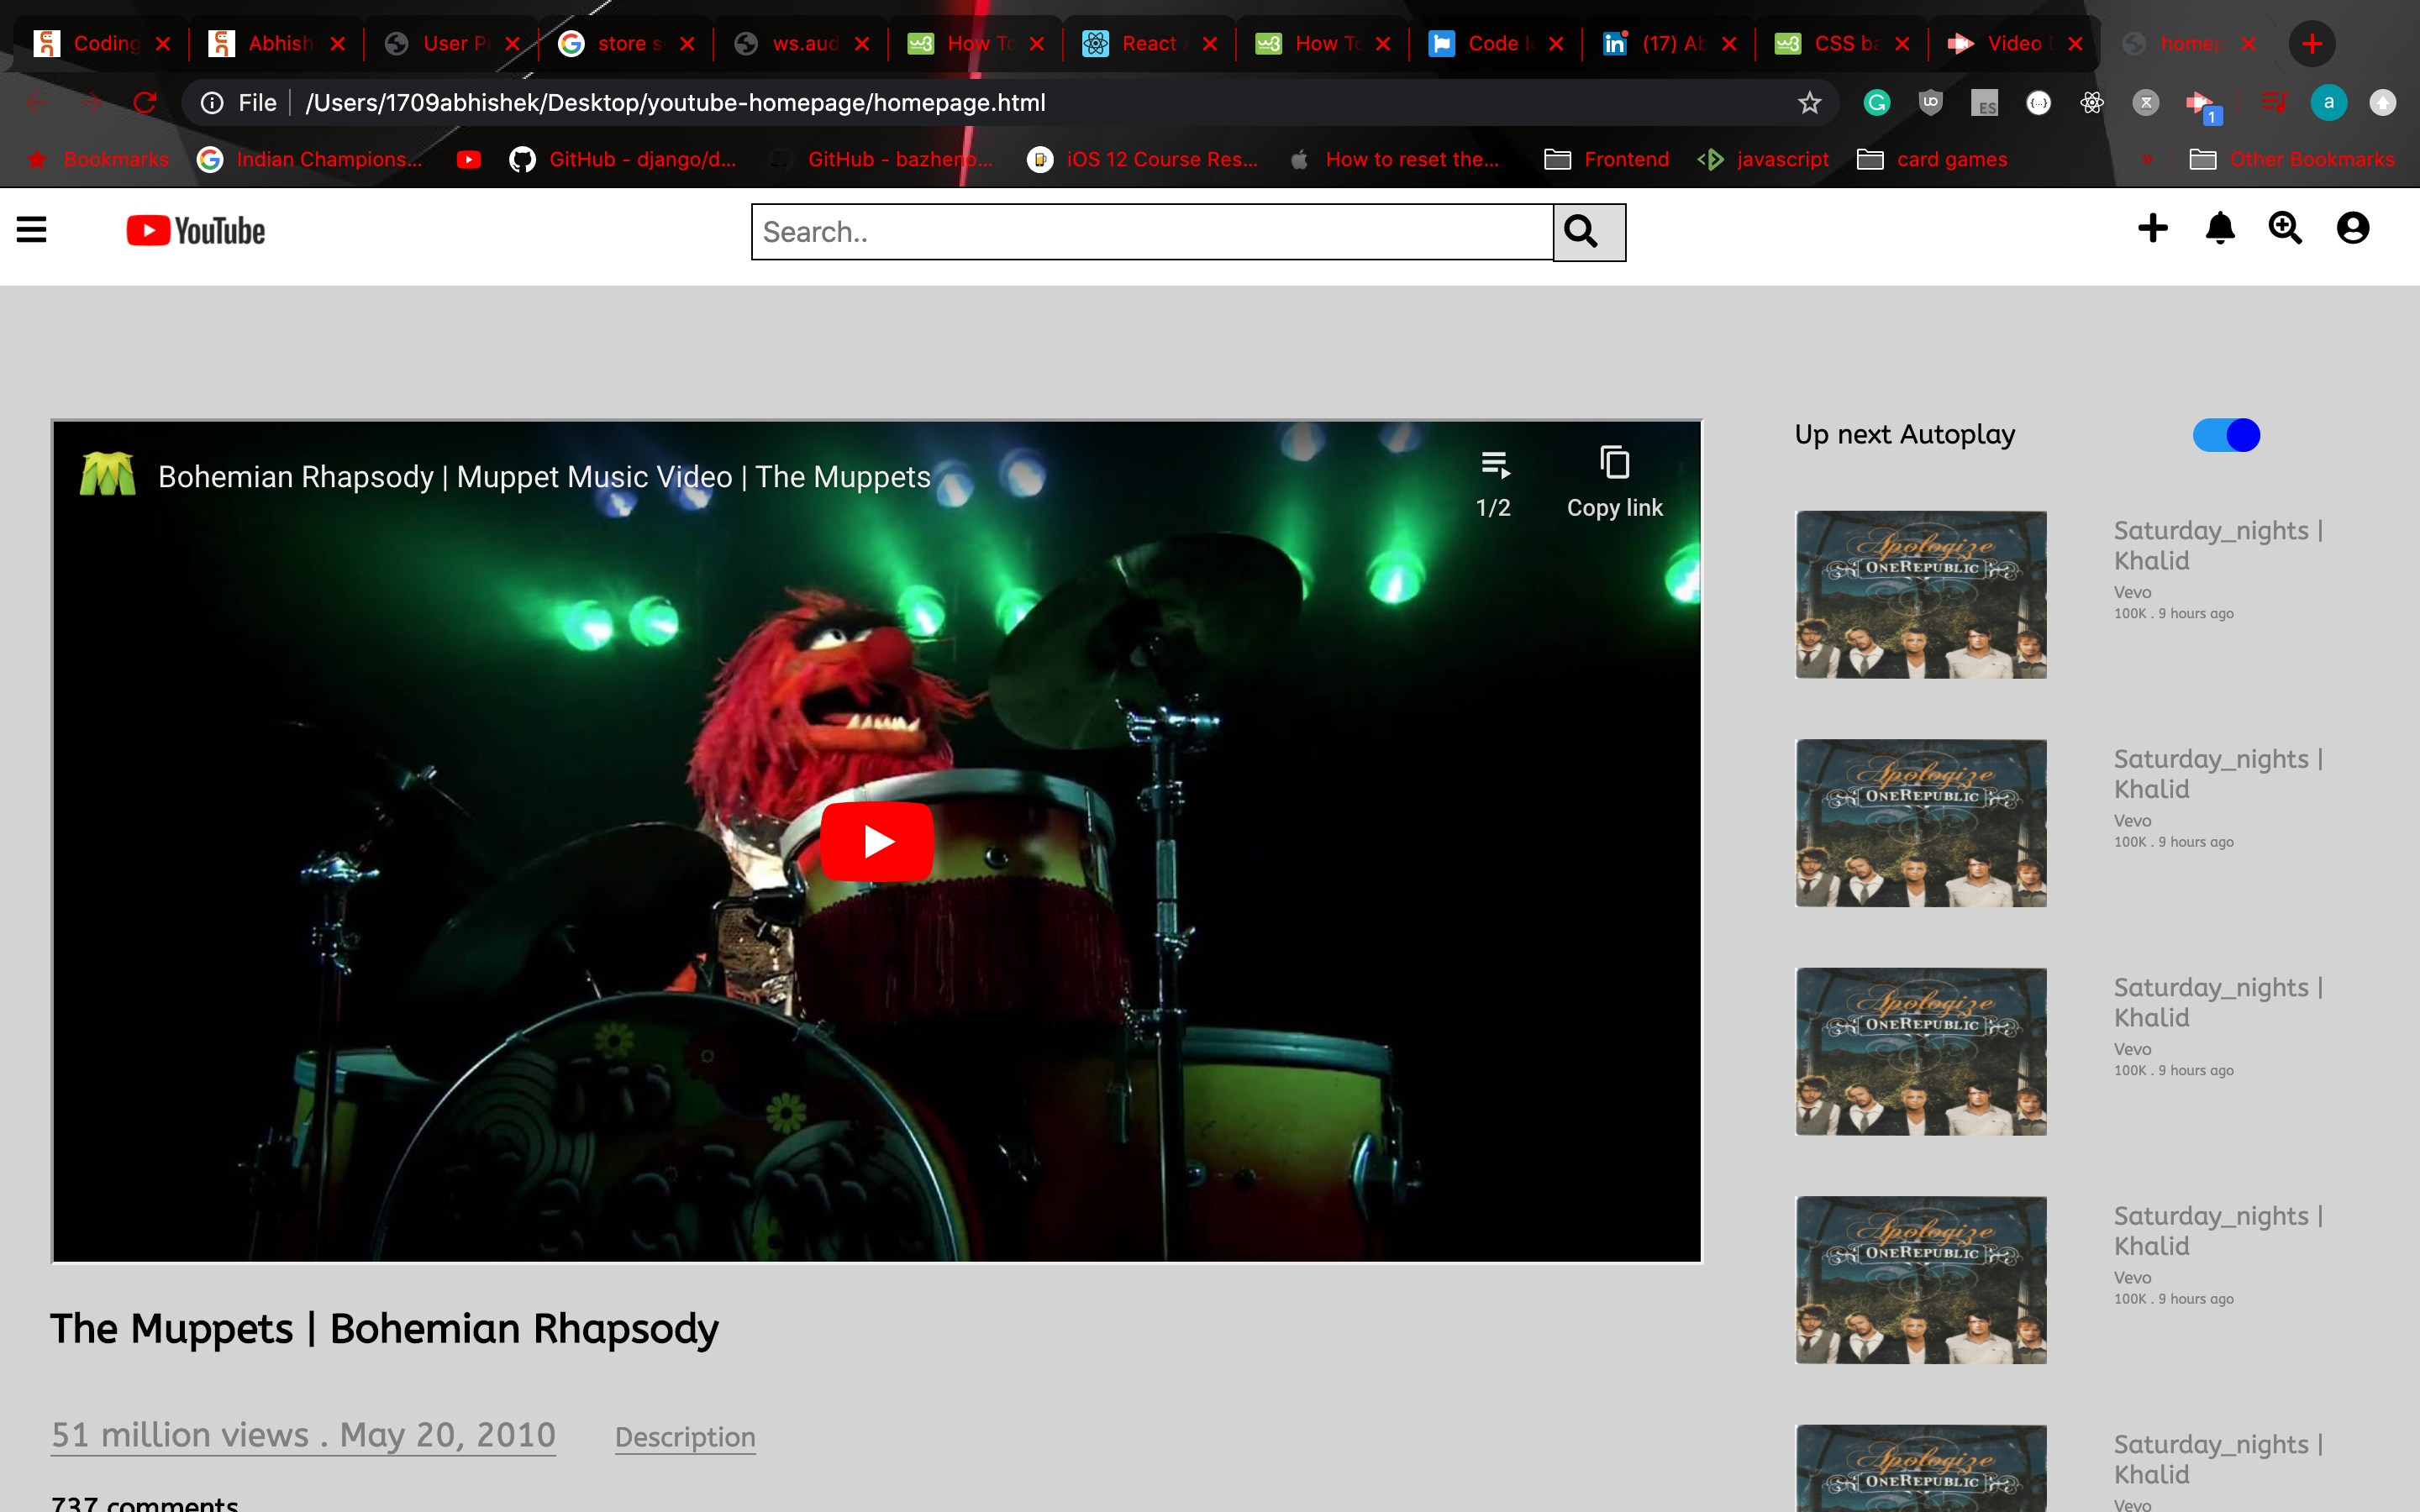 Coding Abhish User P store s ws.aud How To React How To Code l (17) Ab CSS ba Video homep
File /Users/1709abhishek/Desktop/youtube-homepage/homepage.html ES {...} 1 a
Bookmarks Indian Champions... GitHub - django/d... GitHub - bazheno... iOS 12 Course Res... How to reset the... Frontend javascript card games » Other Bookmarks
YouTube Search..
Bohemian Rhapsody | Muppet Music Video | The Muppets
1/2 Copy link
The Muppets | Bohemian Rhapsody
51 million views . May 20, 2010 Description
737 comments
Up next Autoplay
Apologize
OneRepublic
Saturday_nights |
Khalid
Vevo
100K . 9 hours ago
Apologize
OneRepublic
Saturday_nights |
Khalid
Vevo
100K . 9 hours ago
Apologize
OneRepublic
Saturday_nights |
Khalid
Vevo
100K . 9 hours ago
Apologize
OneRepublic
Saturday_nights |
Khalid
Vevo
100K . 9 hours ago
Apologize
OneRepublic
Saturday_nights |
Khalid
Vevo